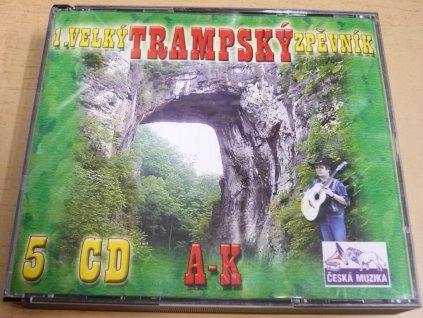 1. VELKÝ TRAMPSKÝ ZPĚVNÍK
5 CD A-K
ČESKÁ MUZIKA